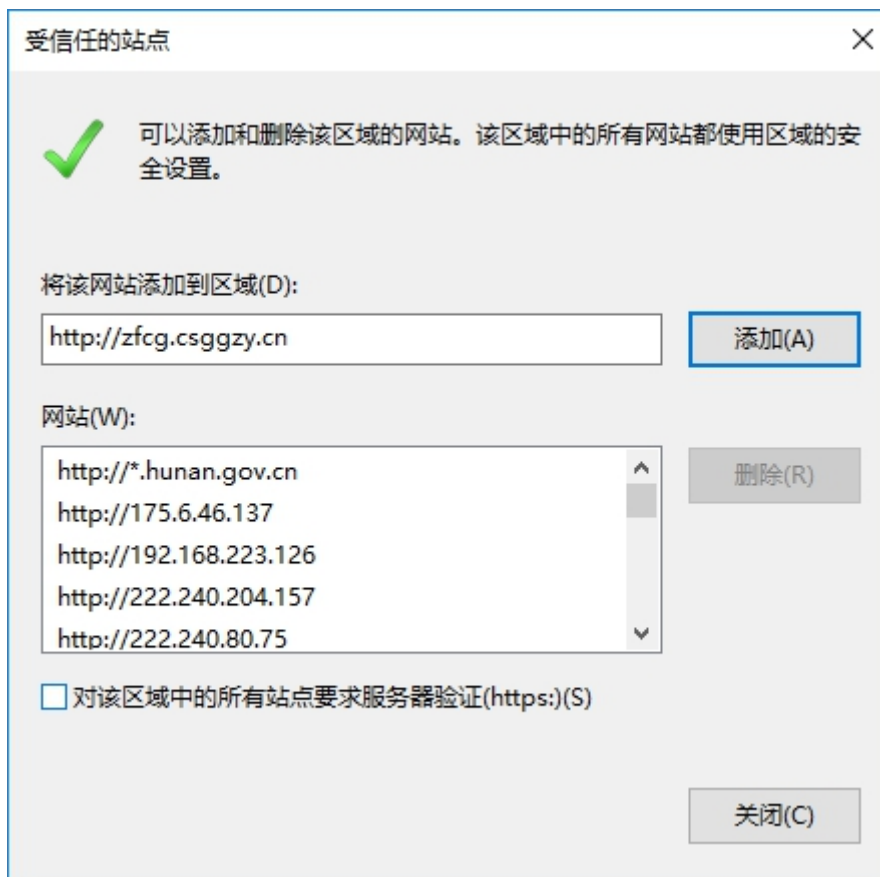 受信任的站点
可以添加和删除该区域的网站。该区域中的所有网站都使用区域的安
全设置。
将该网站添加到区域(D):
http://zfcg.csggzy.cn
添加(A)
网站(W):
http://*.hunan.gov.cn
http://175.6.46.137
http://192.168.223.126
http://222.240.204.157
http://222.240.80.75
删除(R)
对该区域中的所有站点要求服务器验证(https:)(S)
关闭(C)